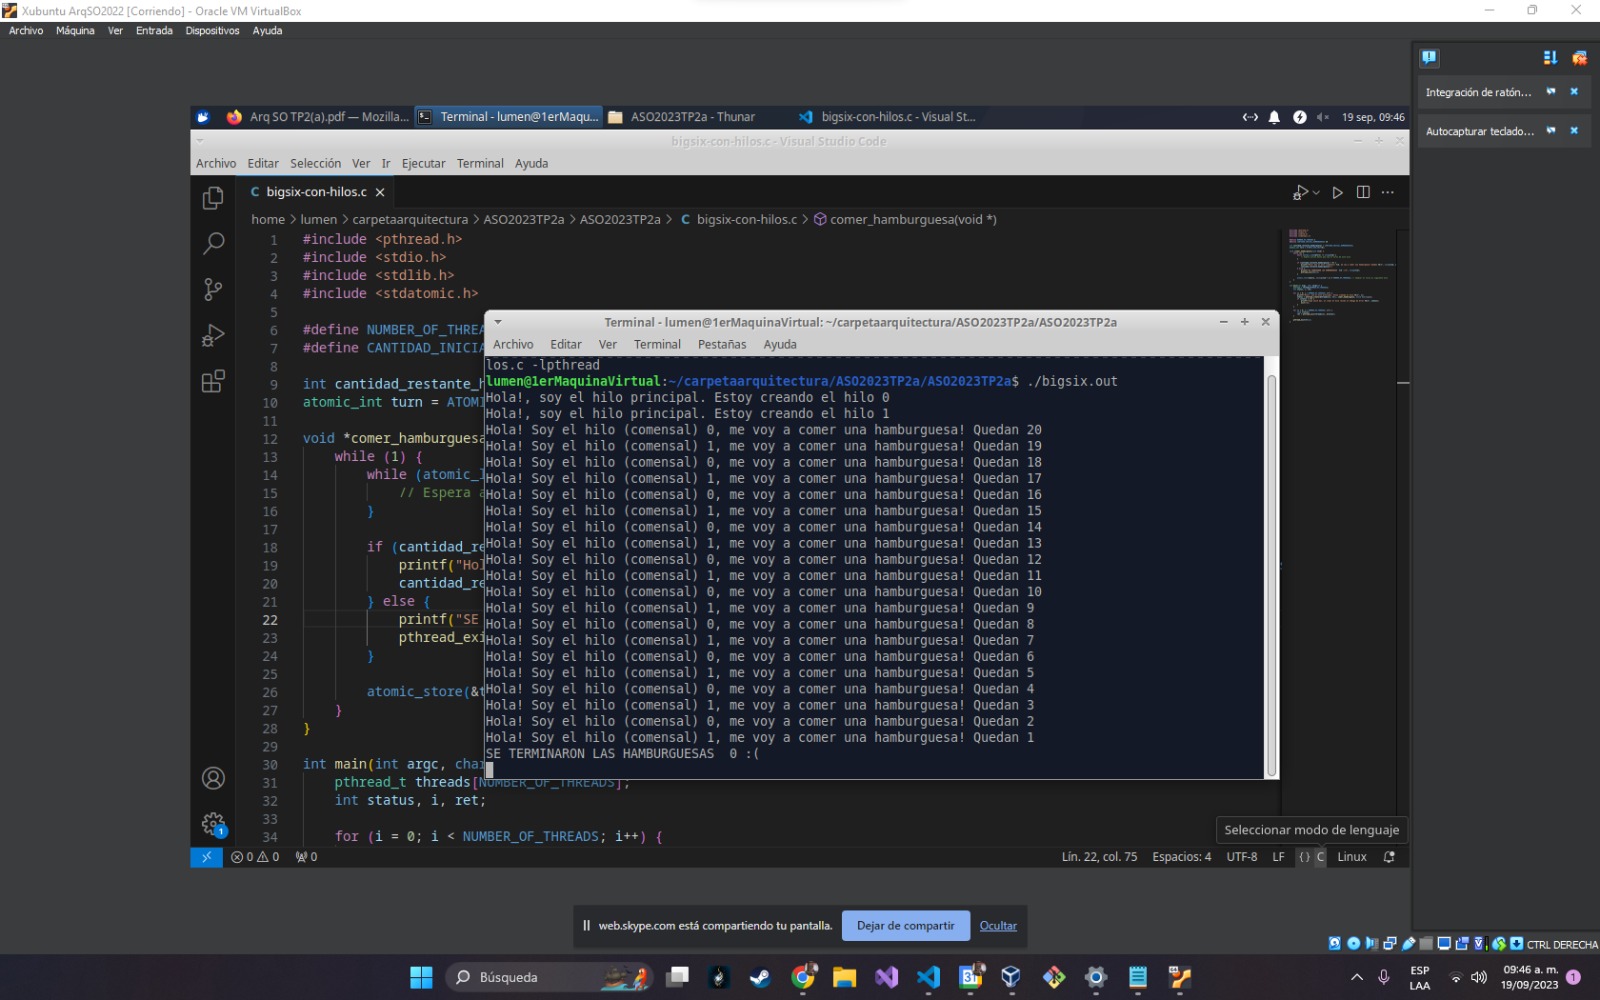 Xubuntu ArqSO2022 [Corriendo] - Oracle VM VirtualBox
Archivo Máquina Ver Entrada Dispositivos Ayuda
Integración de ratón...
Autocapturar teclado...
Arq SO TP2(a).pdf — Mozilla... Terminal - lumen@1erMaqu... ASO2023TP2a - Thunar bigsix-con-hilos.c - Visual St... 19 sep, 09:46
bigsix-con-hilos.c - Visual Studio Code
Archivo Editar Selección Ver Ir Ejecutar Terminal Ayuda
C bigsix-con-hilos.c
home > lumen > carpetaarquitectura > ASO2023TP2a > ASO2023TP2a > C bigsix-con-hilos.c > comer_hamburguesa(void *)
1 #include <pthread.h>
2 #include <stdio.h>
3 #include <stdlib.h>
4 #include <stdatomic.h>
5
6 #define NUMBER_OF_THREA
7 #define CANTIDAD_INICIA
8
9 int cantidad_restante_h
10 atomic_int turn = ATOMI
11
12 void *comer_hamburguesa
13 while (1) {
14 while (atomic_l
15 // Espera a
16 }
17
18 if (cantidad_re
19 printf("Hol
20 cantidad_re
21 } else {
22 printf("SE
23 pthread_exi
24 }
25
26 atomic_store(&t
27 }
28 }
29
30 int main(int argc, char
31 pthread_t threads[NUMBER_OF_THREADS];
32 int status, i, ret;
33
34 for (i = 0; i < NUMBER_OF_THREADS; i++) {
Terminal - lumen@1erMaquinaVirtual: ~/carpetaarquitectura/ASO2023TP2a/ASO2023TP2a
Archivo Editar Ver Terminal Pestañas Ayuda
los.c -lpthread
lumen@1erMaquinaVirtual:~/carpetaarquitectura/ASO2023TP2a/ASO2023TP2a$ ./bigsix.out
Hola!, soy el hilo principal. Estoy creando el hilo 0
Hola!, soy el hilo principal. Estoy creando el hilo 1
Hola! Soy el hilo (comensal) 0, me voy a comer una hamburguesa! Quedan 20
Hola! Soy el hilo (comensal) 1, me voy a comer una hamburguesa! Quedan 19
Hola! Soy el hilo (comensal) 0, me voy a comer una hamburguesa! Quedan 18
Hola! Soy el hilo (comensal) 1, me voy a comer una hamburguesa! Quedan 17
Hola! Soy el hilo (comensal) 0, me voy a comer una hamburguesa! Quedan 16
Hola! Soy el hilo (comensal) 1, me voy a comer una hamburguesa! Quedan 15
Hola! Soy el hilo (comensal) 0, me voy a comer una hamburguesa! Quedan 14
Hola! Soy el hilo (comensal) 1, me voy a comer una hamburguesa! Quedan 13
Hola! Soy el hilo (comensal) 0, me voy a comer una hamburguesa! Quedan 12
Hola! Soy el hilo (comensal) 1, me voy a comer una hamburguesa! Quedan 11
Hola! Soy el hilo (comensal) 0, me voy a comer una hamburguesa! Quedan 10
Hola! Soy el hilo (comensal) 1, me voy a comer una hamburguesa! Quedan 9
Hola! Soy el hilo (comensal) 0, me voy a comer una hamburguesa! Quedan 8
Hola! Soy el hilo (comensal) 1, me voy a comer una hamburguesa! Quedan 7
Hola! Soy el hilo (comensal) 0, me voy a comer una hamburguesa! Quedan 6
Hola! Soy el hilo (comensal) 1, me voy a comer una hamburguesa! Quedan 5
Hola! Soy el hilo (comensal) 0, me voy a comer una hamburguesa! Quedan 4
Hola! Soy el hilo (comensal) 1, me voy a comer una hamburguesa! Quedan 3
Hola! Soy el hilo (comensal) 0, me voy a comer una hamburguesa! Quedan 2
Hola! Soy el hilo (comensal) 1, me voy a comer una hamburguesa! Quedan 1
SE TERMINARON LAS HAMBURGUESAS  0 :(
Seleccionar modo de lenguaje
0 0 0 Lín. 22, col. 75 Espacios: 4 UTF-8 LF {} C Linux
web.skype.com está compartiendo tu pantalla. Dejar de compartir Ocultar
CTRL DERECHA
Búsqueda
ESP
LAA
09:46 a. m.
19/09/2023
1